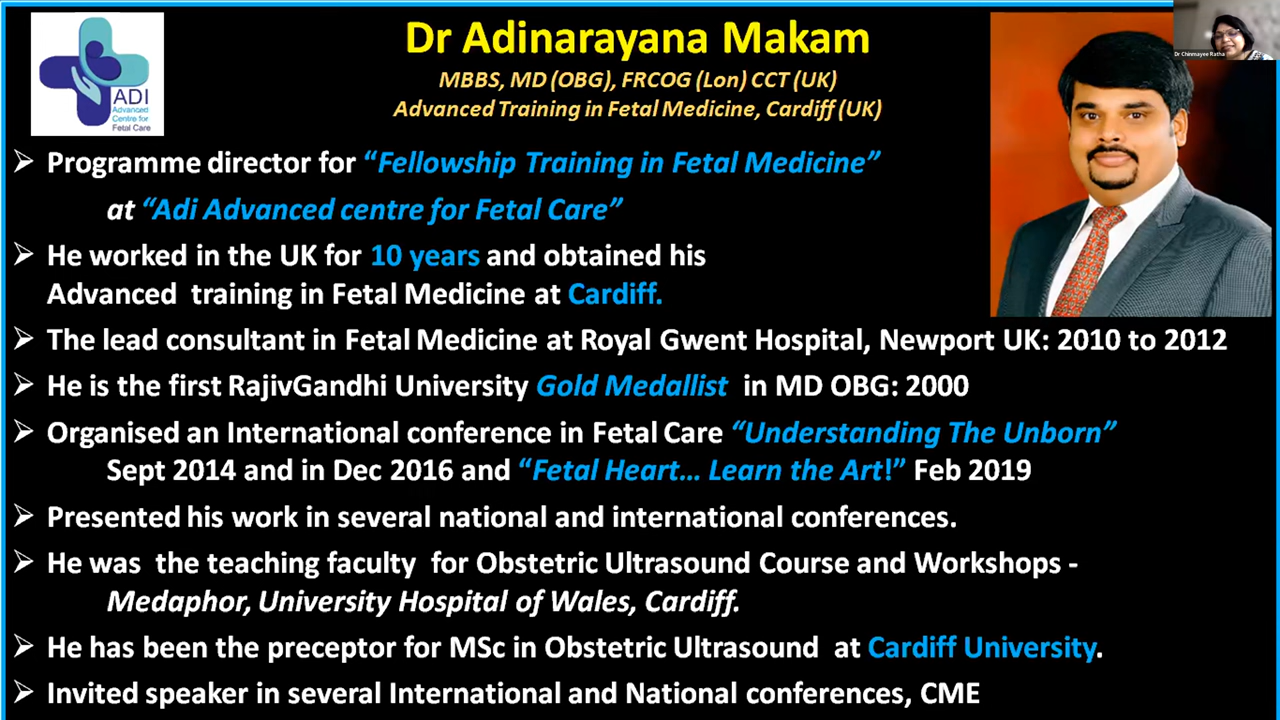 Dr Adinarayana Makam
MBBS, MD (OBG), FRCOG (Lon) CCT (UK)
Advanced Training in Fetal Medicine, Cardiff (UK)
ADI
Advanced
Centre for
Fetal Care
Dr Chinmayee Ratha
➢ Programme director for “Fellowship Training in Fetal Medicine”
at “Adi Advanced centre for Fetal Care”
➢ He worked in the UK for 10 years and obtained his
Advanced training in Fetal Medicine at Cardiff.
➢ The lead consultant in Fetal Medicine at Royal Gwent Hospital, Newport UK: 2010 to 2012
➢ He is the first RajivGandhi University Gold Medallist in MD OBG: 2000
➢ Organised an International conference in Fetal Care “Understanding The Unborn”
Sept 2014 and in Dec 2016 and “Fetal Heart… Learn the Art!” Feb 2019
➢ Presented his work in several national and international conferences.
➢ He was the teaching faculty for Obstetric Ultrasound Course and Workshops -
Medaphor, University Hospital of Wales, Cardiff.
➢ He has been the preceptor for MSc in Obstetric Ultrasound at Cardiff University.
➢ Invited speaker in several International and National conferences, CME